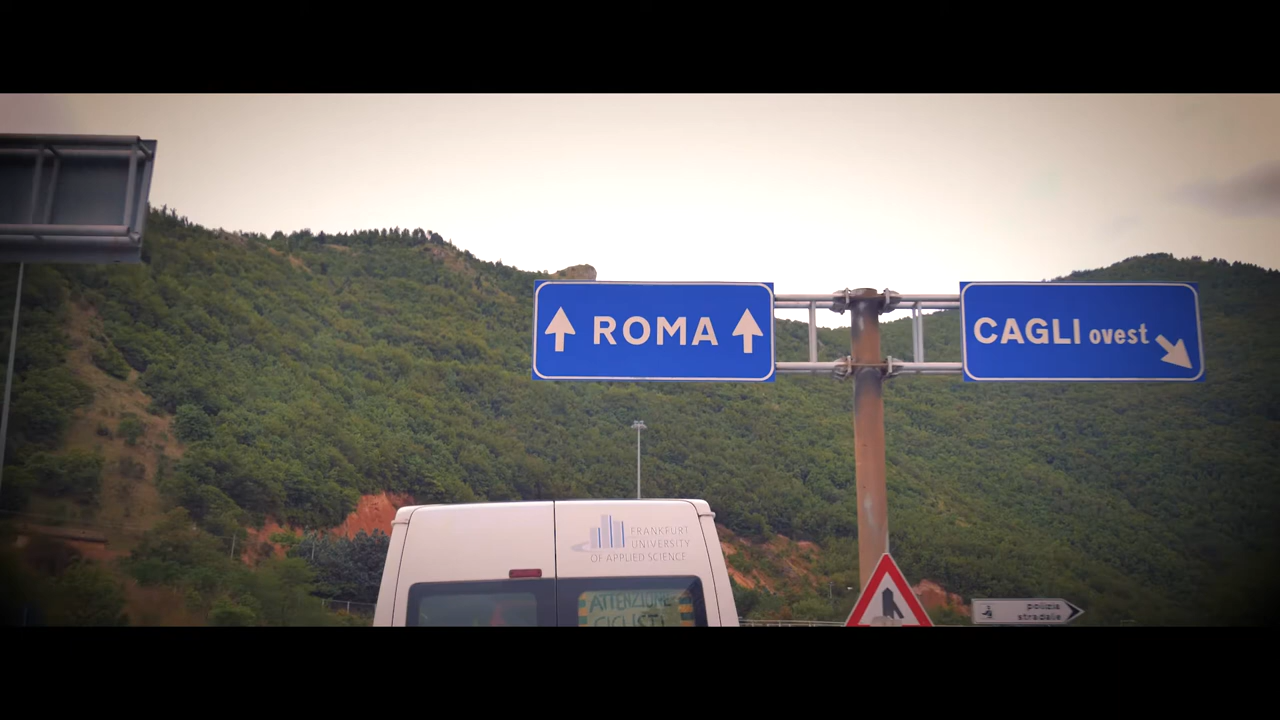 ROMA
CAGLI ovest
FRANKFURT
UNIVERSITY
OF APPLIED SCIENCE
ATTENZIONE
CICLISTI
polizia
stradale